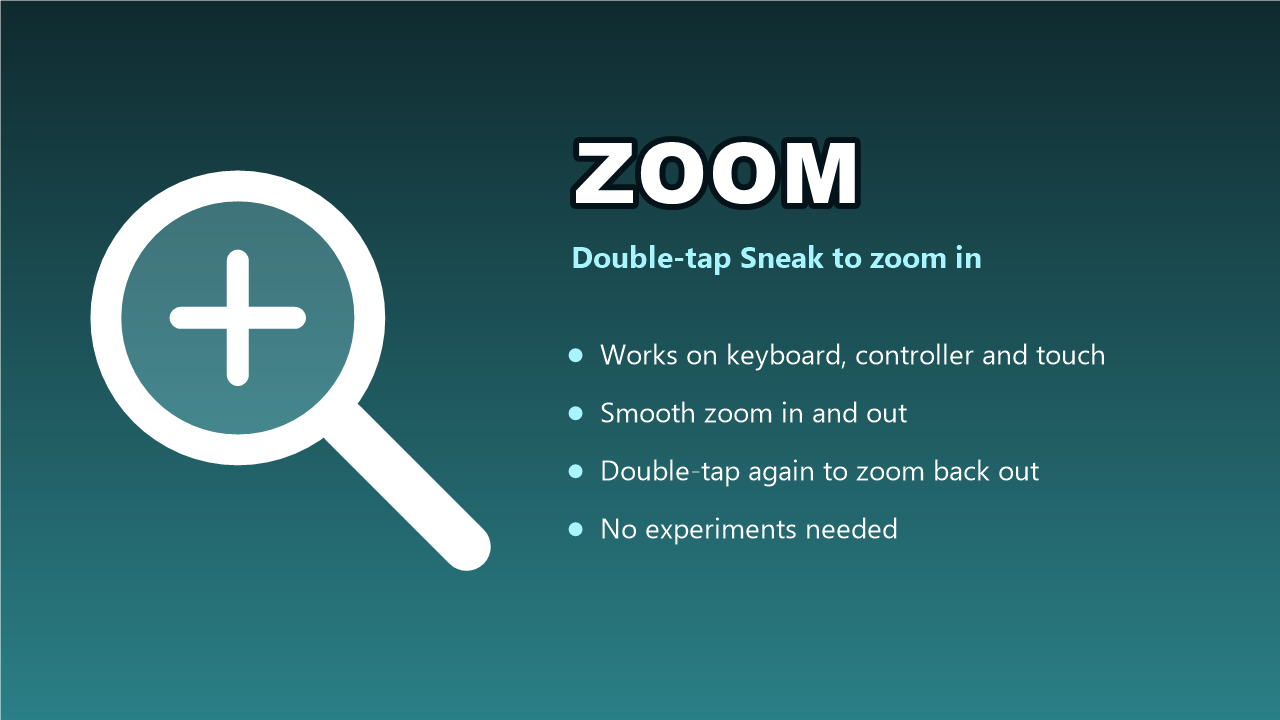 ZOOM
Double-tap Sneak to zoom in
Works on keyboard, controller and touch
Smooth zoom in and out
Double-tap again to zoom back out
No experiments needed